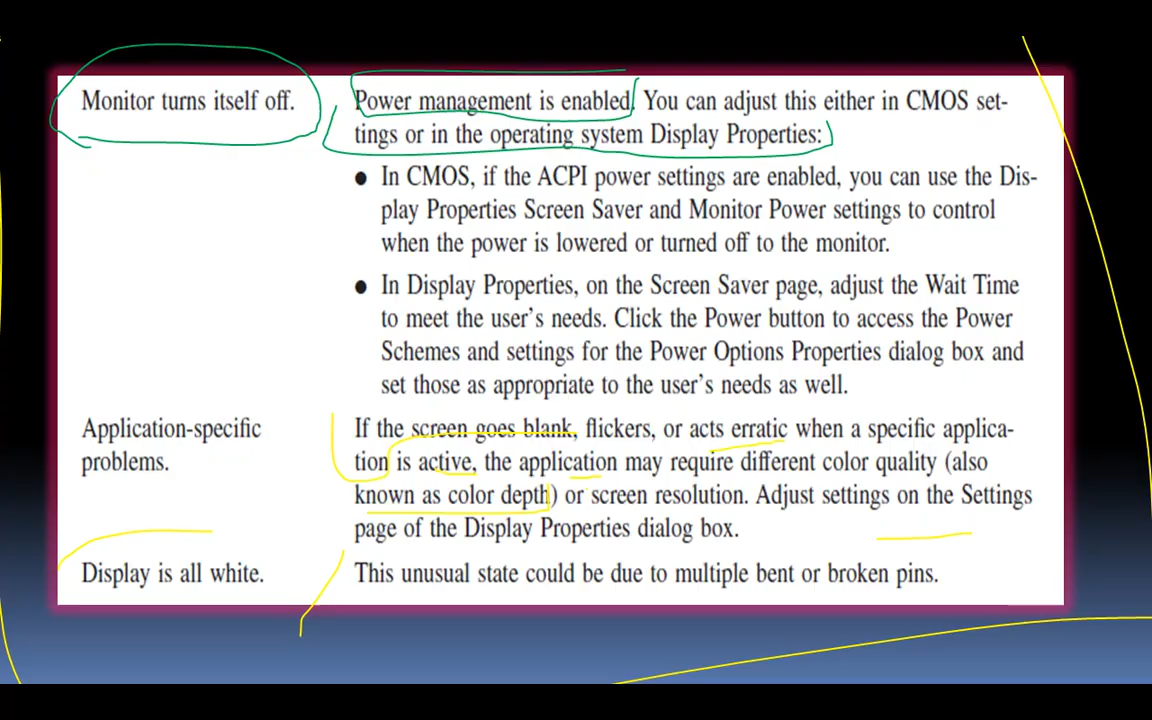 Monitor turns itself off.
Power management is enabled. You can adjust this either in CMOS set-
tings or in the operating system Display Properties:
● In CMOS, if the ACPI power settings are enabled, you can use the Dis-
play Properties Screen Saver and Monitor Power settings to control
when the power is lowered or turned off to the monitor.
● In Display Properties, on the Screen Saver page, adjust the Wait Time
to meet the user's needs. Click the Power button to access the Power
Schemes and settings for the Power Options Properties dialog box and
set those as appropriate to the user's needs as well.
Application-specific
problems.
If the screen goes blank, flickers, or acts erratic when a specific applica-
tion is active, the application may require different color quality (also
known as color depth) or screen resolution. Adjust settings on the Settings
page of the Display Properties dialog box.
Display is all white.
This unusual state could be due to multiple bent or broken pins.